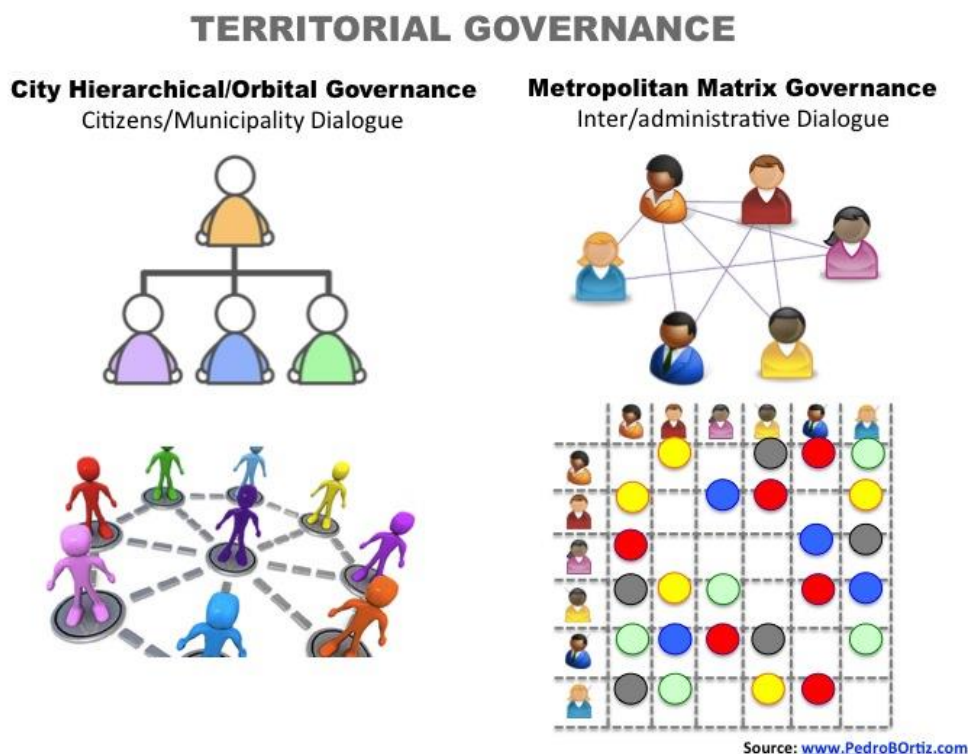 TERRITORIAL GOVERNANCE
City Hierarchical/Orbital Governance
Citizens/Municipality Dialogue
Metropolitan Matrix Governance
Inter/administrative Dialogue
Source: www.PedroBOrtiz.com